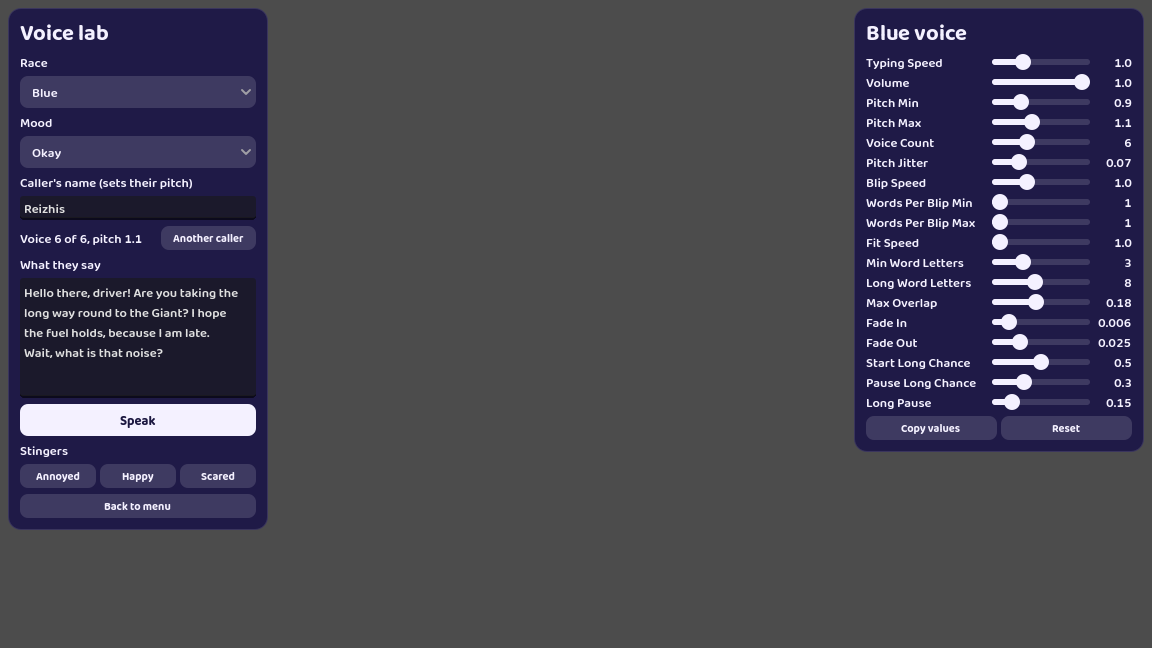 Voice lab
Race
Blue
Mood
Okay
Caller's name (sets their pitch)
Reizhis
Voice 6 of 6, pitch 1.1
Another caller
What they say
Hello there, driver! Are you taking the
long way round to the Giant? I hope
the fuel holds, because I am late.
Wait, what is that noise?
Speak
Stingers
Annoyed
Happy
Scared
Back to menu
Blue voice
Typing Speed 1.0
Volume 1.0
Pitch Min 0.9
Pitch Max 1.1
Voice Count 6
Pitch Jitter 0.07
Blip Speed 1.0
Words Per Blip Min 1
Words Per Blip Max 1
Fit Speed 1.0
Min Word Letters 3
Long Word Letters 8
Max Overlap 0.18
Fade In 0.006
Fade Out 0.025
Start Long Chance 0.5
Pause Long Chance 0.3
Long Pause 0.15
Copy values
Reset